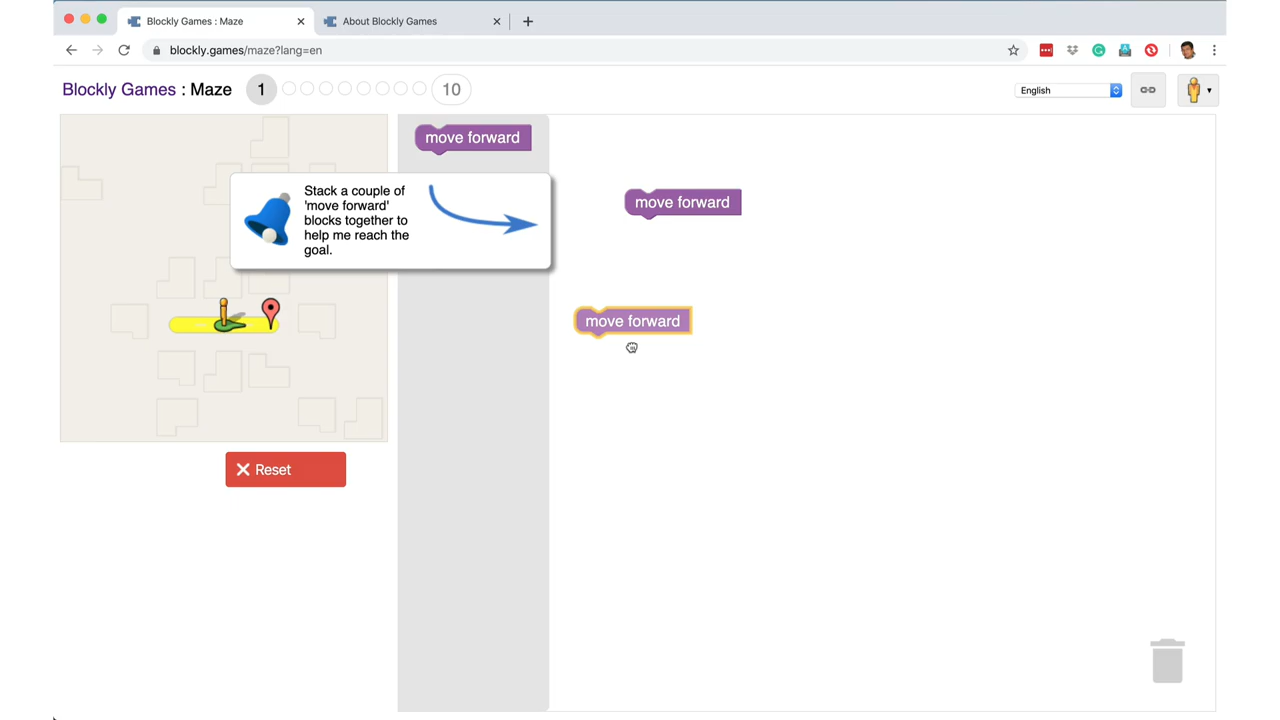 Blockly Games : Maze
About Blockly Games
blockly.games/maze?lang=en
Blockly Games : Maze
1
10
English
move forward
Stack a couple of
'move forward'
blocks together to
help me reach the
goal.
move forward
move forward
Reset